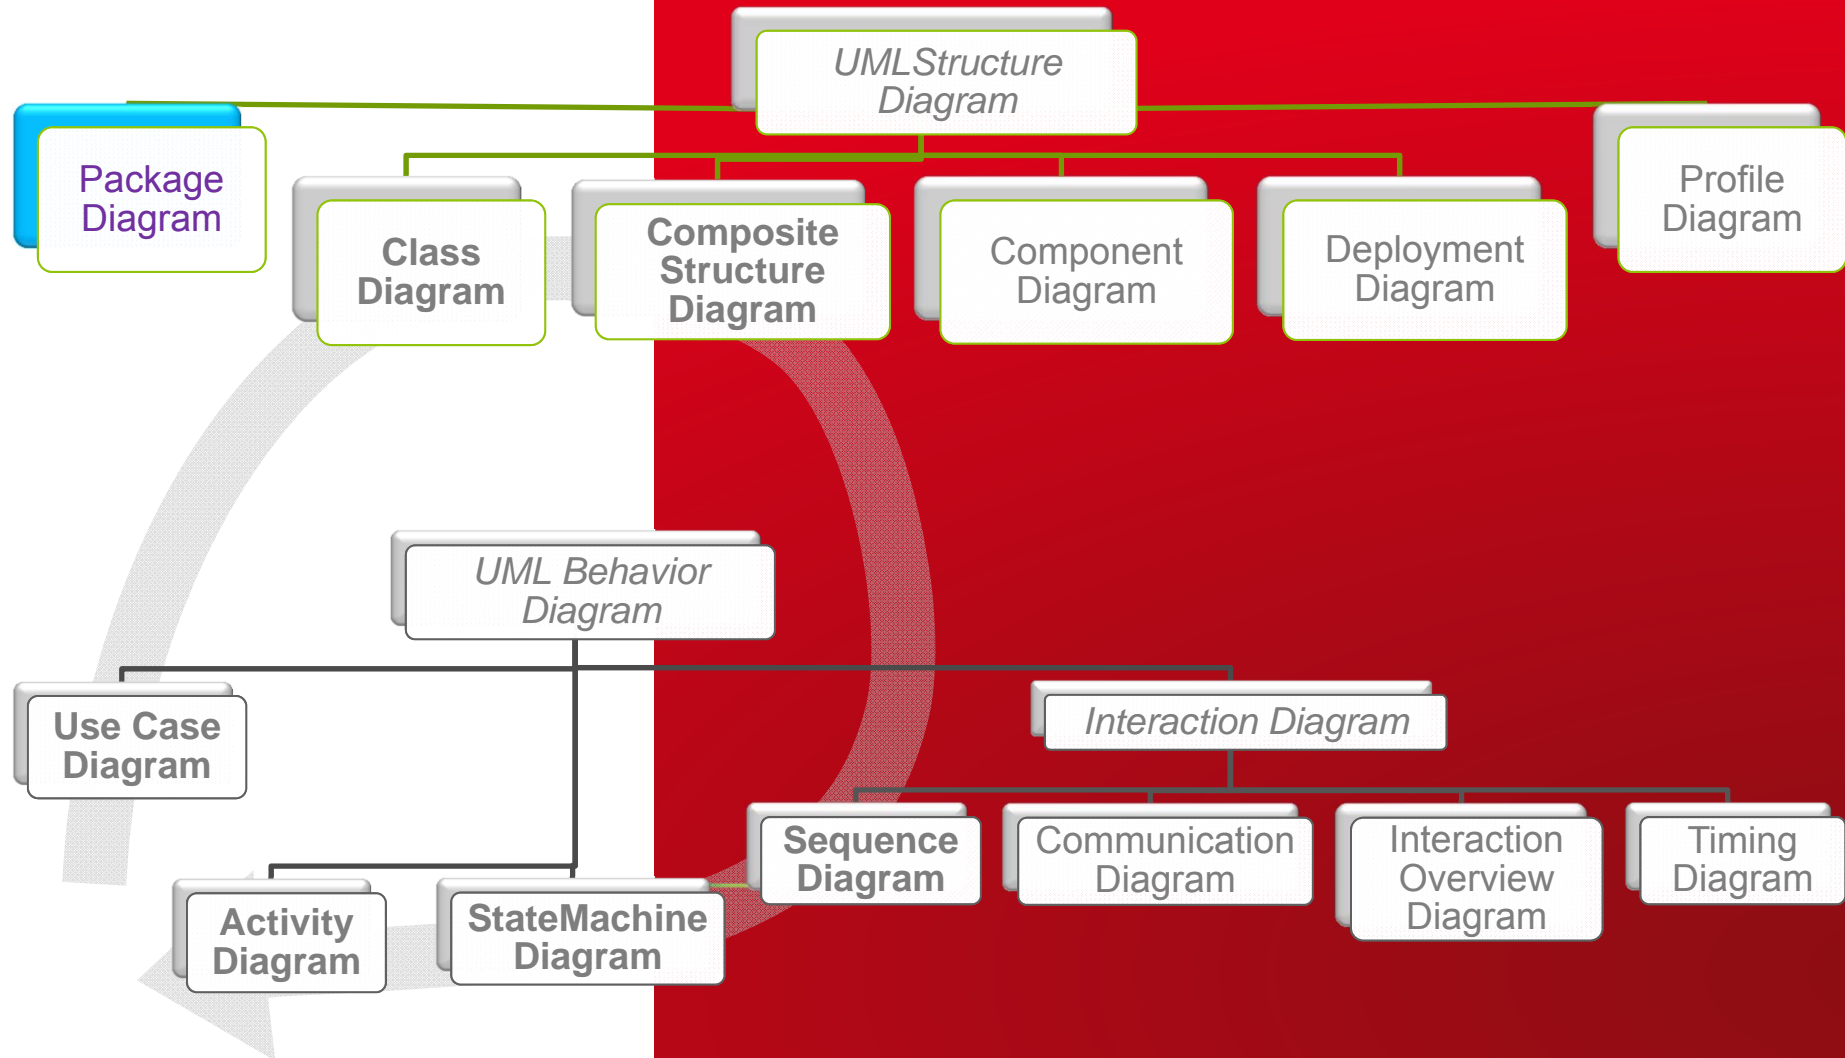 UMLStructure
Diagram
Package
Diagram
Class
Diagram
Composite
Structure
Diagram
Component
Diagram
Deployment
Diagram
Profile
Diagram
UML Behavior
Diagram
Use Case
Diagram
Interaction Diagram
Activity
Diagram
StateMachine
Diagram
Sequence
Diagram
Communication
Diagram
Interaction
Overview
Diagram
Timing
Diagram